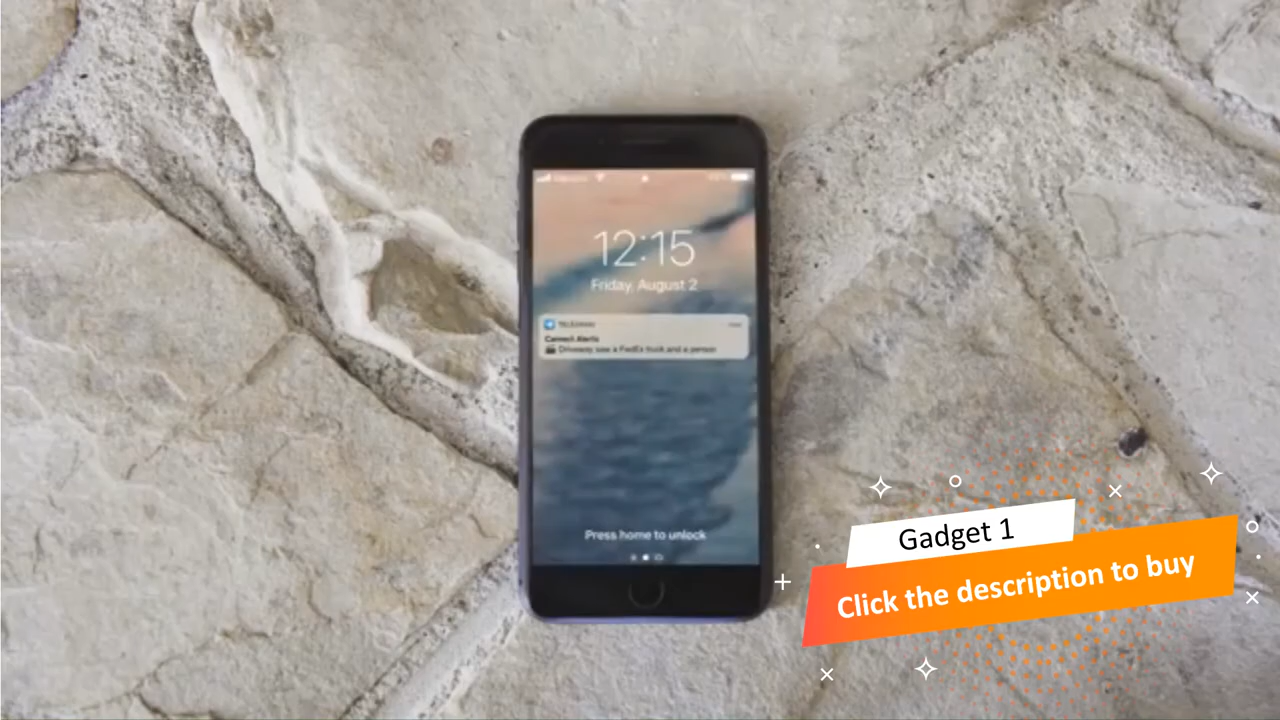 12:15
Friday, August 2
Connect Alerts
Driveway saw a FedEx truck and a person
Press home to unlock
Gadget 1
Click the description to buy